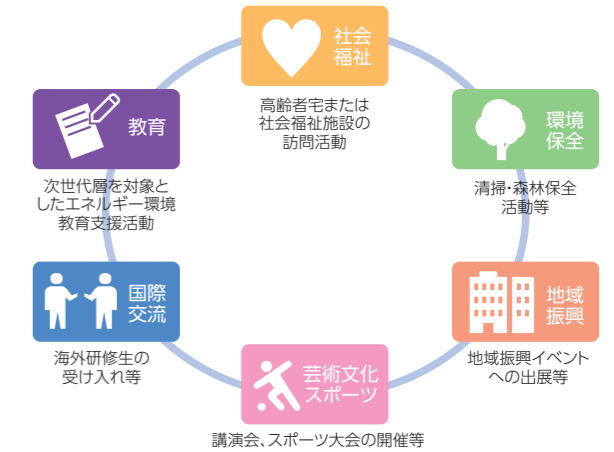 社会
福祉
高齢者宅または
社会福祉施設の
訪問活動
環境
保全
清掃・森林保全
活動等
地域
振興
地域振興イベント
への出展等
芸術文化
スポーツ
講演会、スポーツ大会の開催等
国際
交流
海外研修生の
受け入れ等
教育
次世代層を対象と
したエネルギー環境
教育支援活動